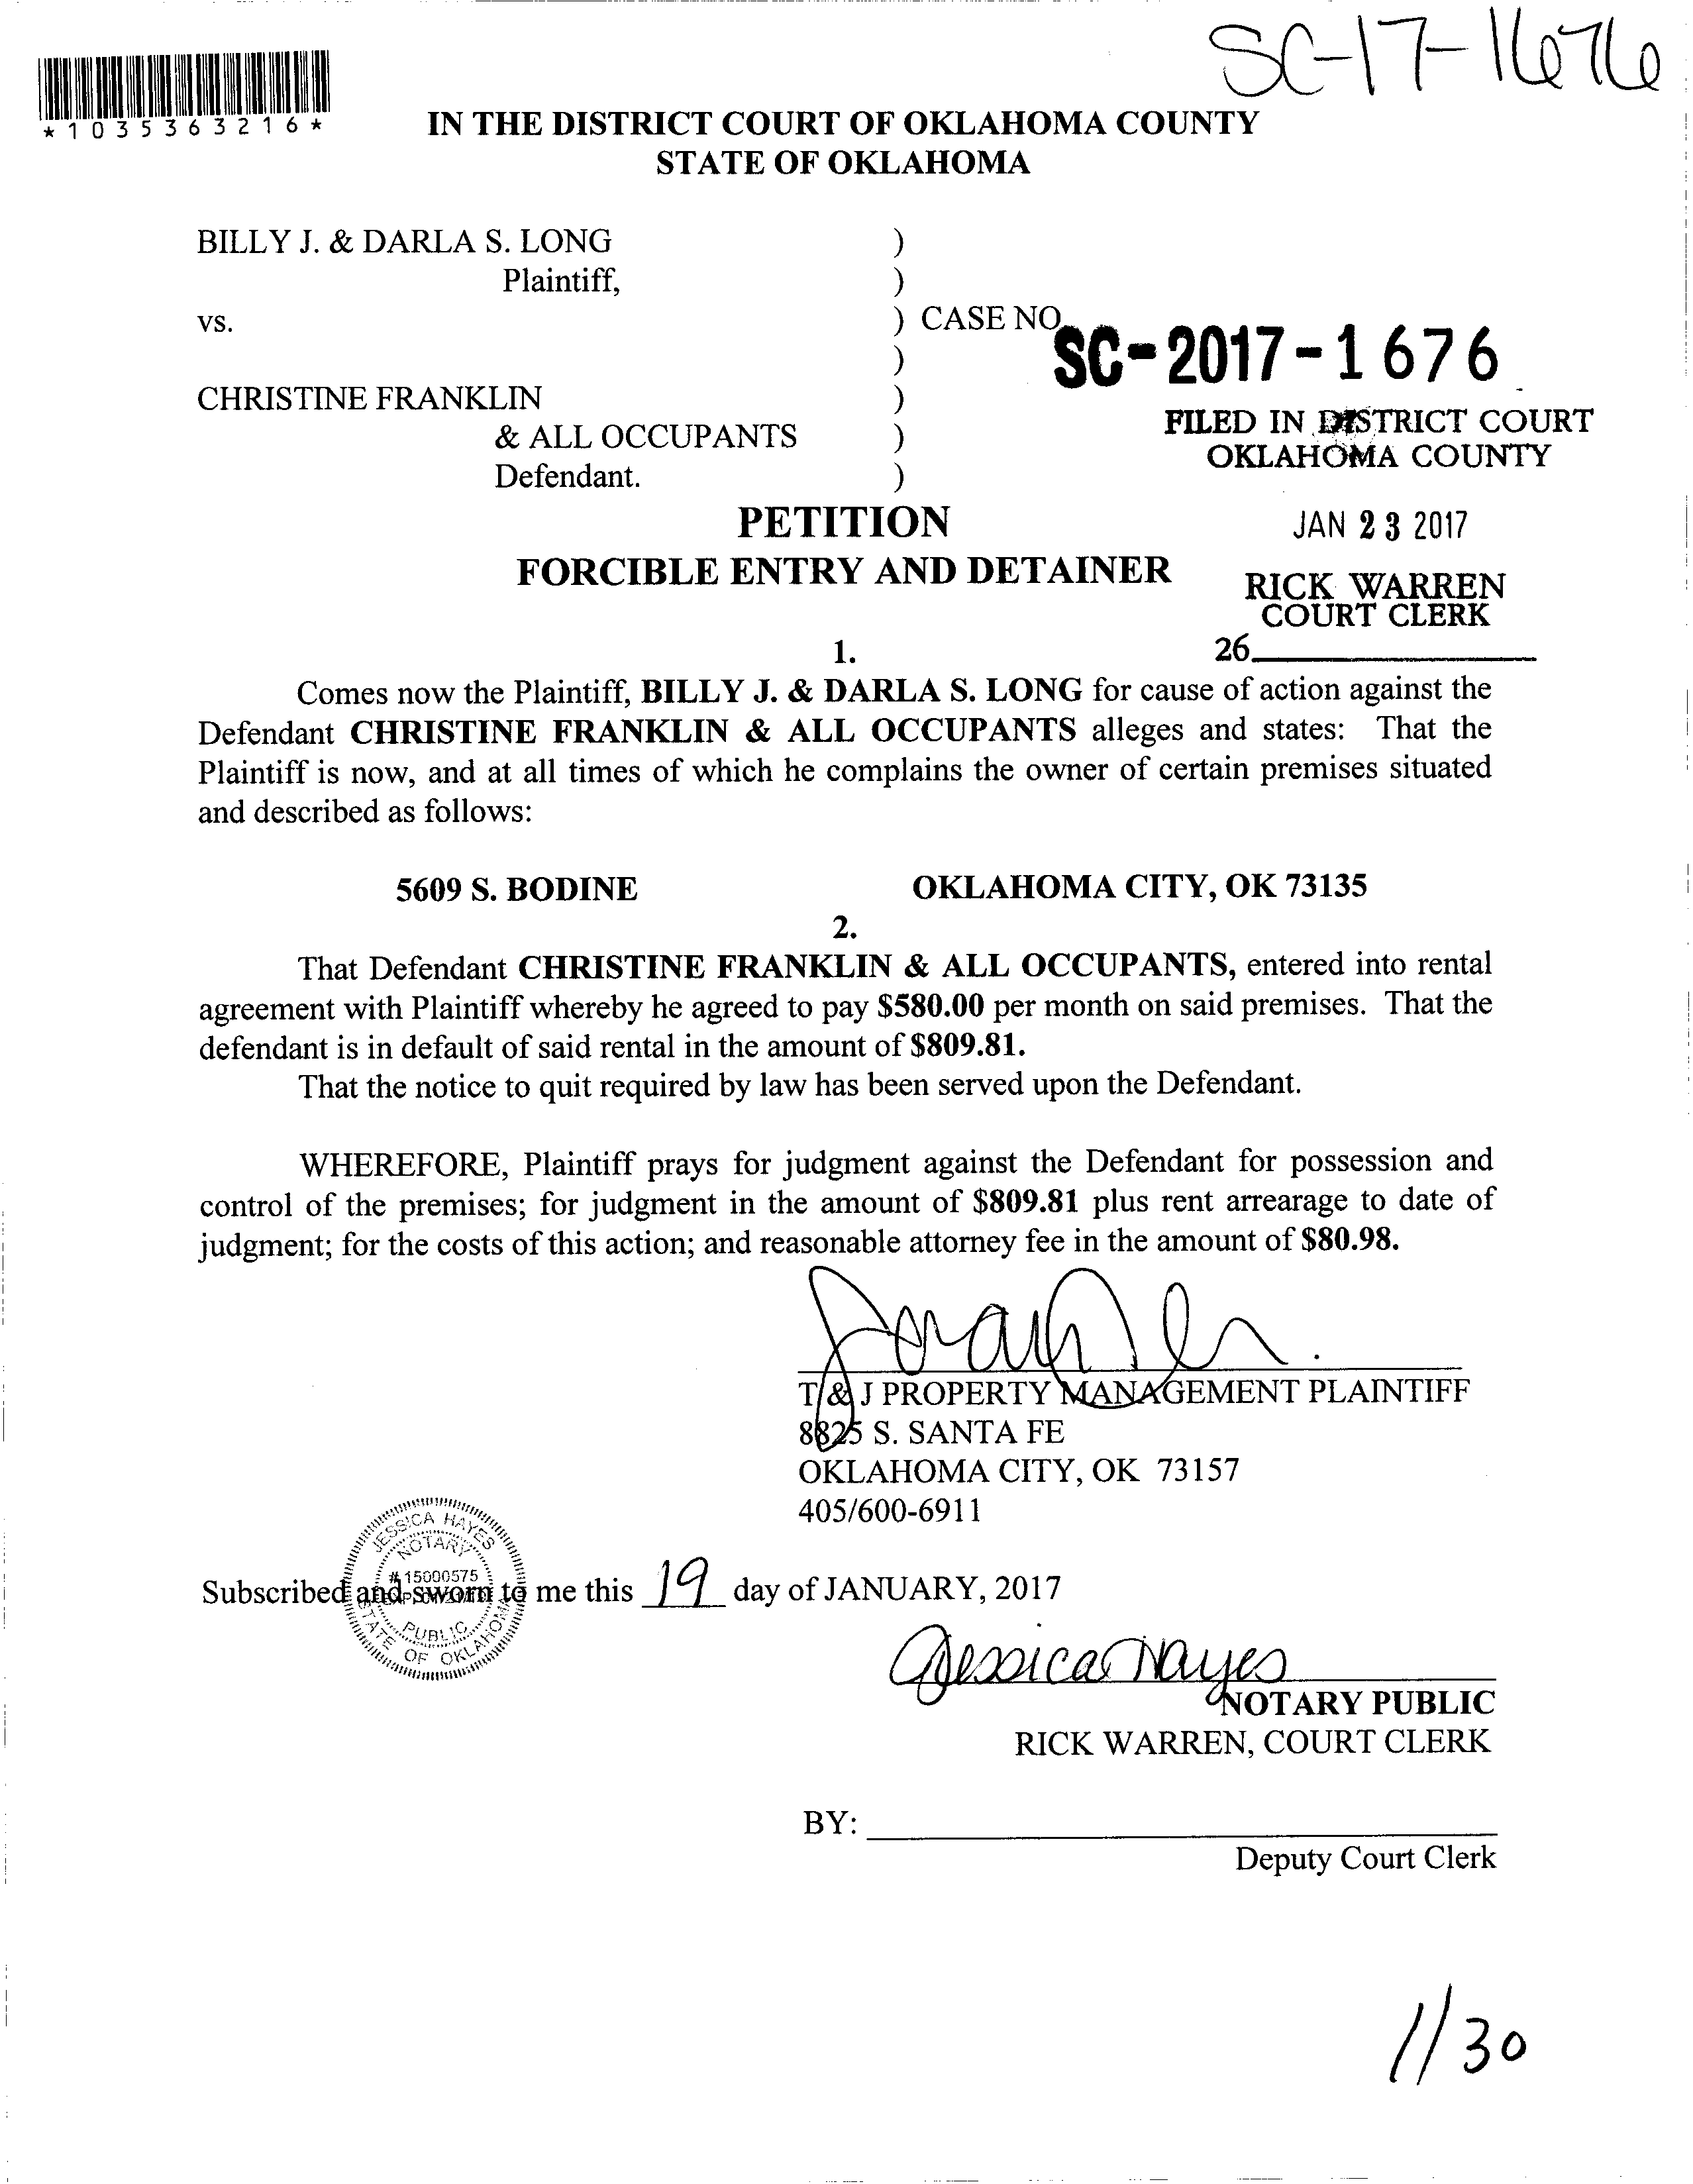 SC-17-1676
*1035363216*
IN THE DISTRICT COURT OF OKLAHOMA COUNTY
STATE OF OKLAHOMA
BILLY J. & DARLA S. LONG )
Plaintiff, )
vs. ) CASE NO.
SC-2017-1676
)
CHRISTINE FRANKLIN )
& ALL OCCUPANTS )
Defendant. )
FILED IN DISTRICT COURT
OKLAHOMA COUNTY
JAN 23 2017
RICK WARREN
COURT CLERK
26
PETITION
FORCIBLE ENTRY AND DETAINER
1.
Comes now the Plaintiff, BILLY J. & DARLA S. LONG for cause of action against the
Defendant CHRISTINE FRANKLIN & ALL OCCUPANTS alleges and states: That the
Plaintiff is now, and at all times of which he complains the owner of certain premises situated
and described as follows:
5609 S. BODINE OKLAHOMA CITY, OK 73135
2.
That Defendant CHRISTINE FRANKLIN & ALL OCCUPANTS, entered into rental
agreement with Plaintiff whereby he agreed to pay $580.00 per month on said premises. That the
defendant is in default of said rental in the amount of $809.81.
That the notice to quit required by law has been served upon the Defendant.
WHEREFORE, Plaintiff prays for judgment against the Defendant for possession and
control of the premises; for judgment in the amount of $809.81 plus rent arrearage to date of
judgment; for the costs of this action; and reasonable attorney fee in the amount of $80.98.
T & J PROPERTY MANAGEMENT PLAINTIFF
8825 S. SANTA FE
OKLAHOMA CITY, OK 73157
405/600-6911
JESSICA HAYES
NOTARY
# 15000575
PUBLIC
STATE OF OKLAHOMA
Subscribed and sworn to me this 19 day of JANUARY, 2017
Jessica Hayes
NOTARY PUBLIC
RICK WARREN, COURT CLERK
BY:
Deputy Court Clerk
1/30